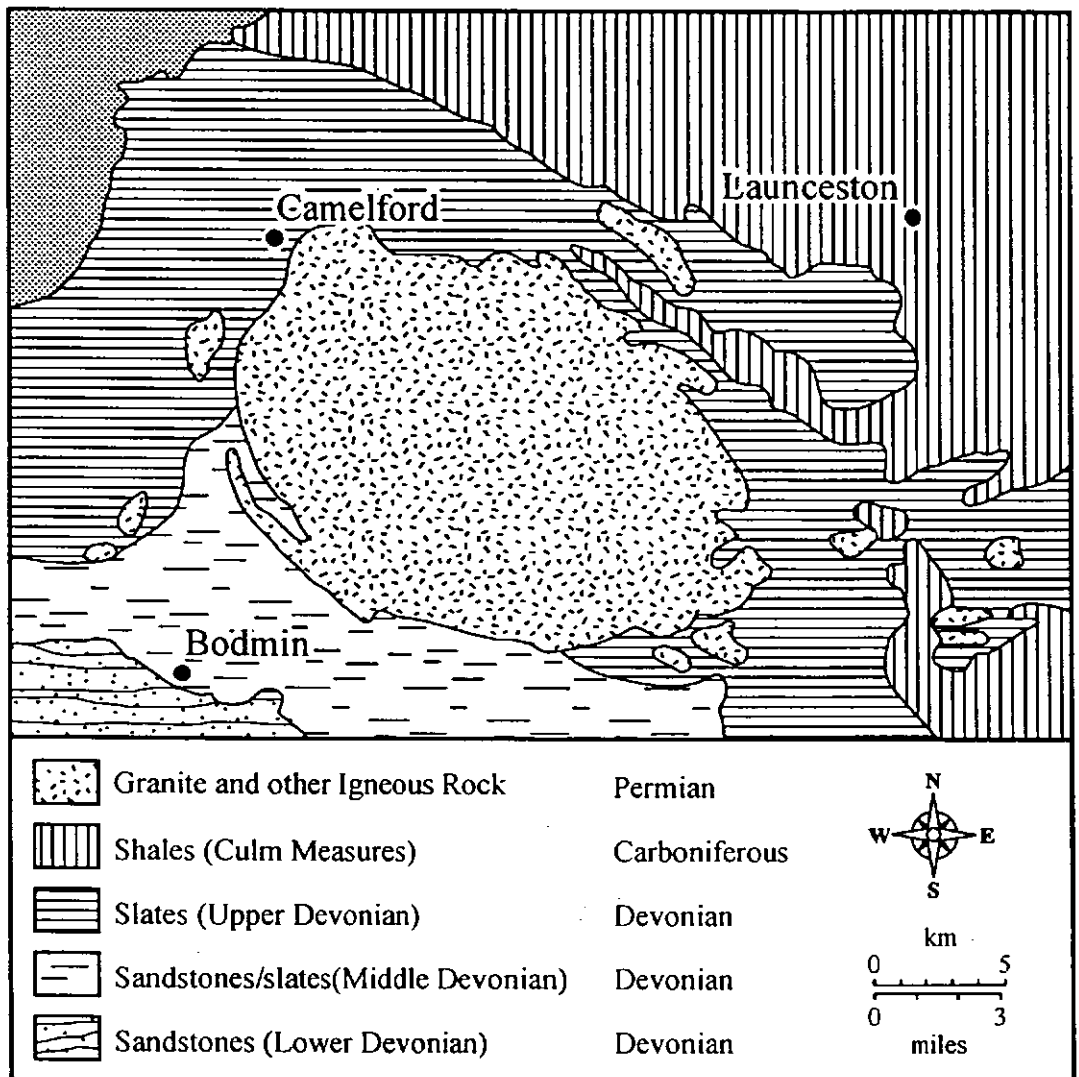 Camelford
Launceston
Bodmin
Granite and other Igneous Rock Permian
Shales (Culm Measures) Carboniferous
Slates (Upper Devonian) Devonian
Sandstones/slates(Middle Devonian) Devonian
Sandstones (Lower Devonian) Devonian
N
W E
S
km
0 5
0 3
miles